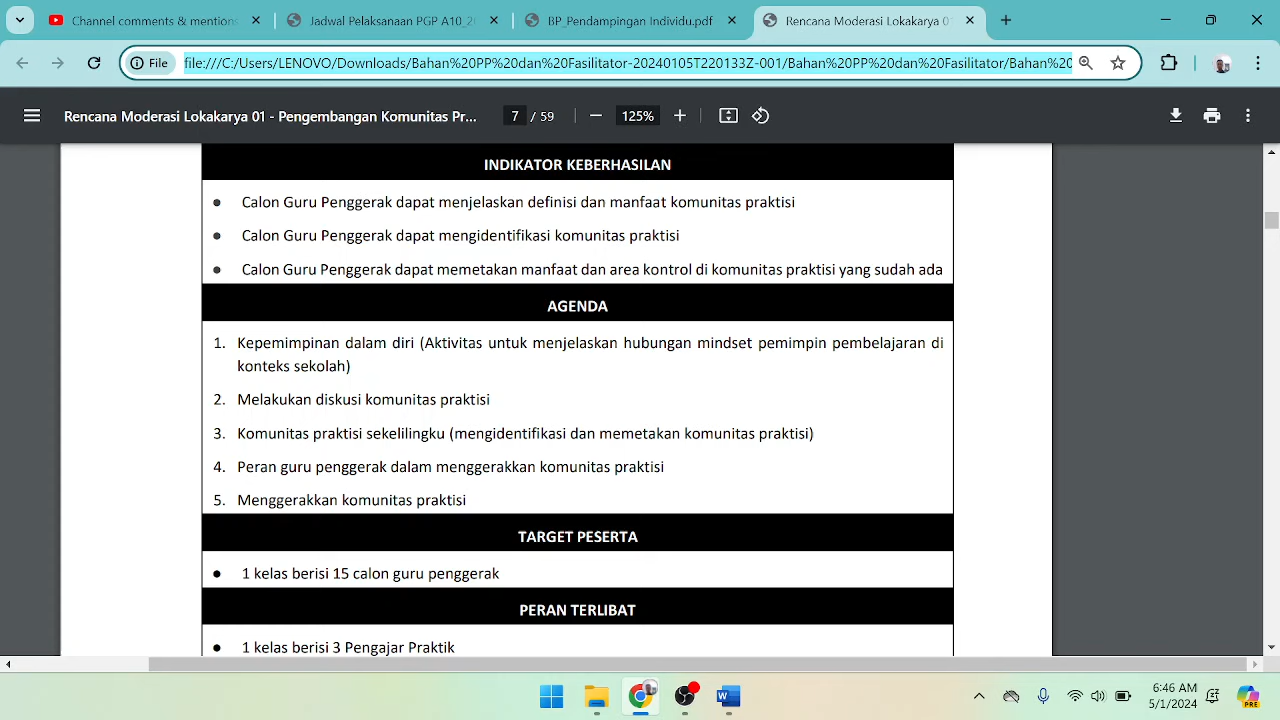 Channel comments & mentions
Jadwal Pelaksanaan PGP A10_2
BP_Pendampingan Individu.pdf
Rencana Moderasi Lokakarya 01
File
file:///C:/Users/LENOVO/Downloads/Bahan%20PP%20dan%20Fasilitator-20240105T220133Z-001/Bahan%20PP%20dan%20Fasilitator/Bahan%20
Rencana Moderasi Lokakarya 01 - Pengembangan Komunitas Pr...
7 / 59
125%
INDIKATOR KEBERHASILAN
● Calon Guru Penggerak dapat menjelaskan definisi dan manfaat komunitas praktisi
● Calon Guru Penggerak dapat mengidentifikasi komunitas praktisi
● Calon Guru Penggerak dapat memetakan manfaat dan area kontrol di komunitas praktisi yang sudah ada
AGENDA
1. Kepemimpinan dalam diri (Aktivitas untuk menjelaskan hubungan mindset pemimpin pembelajaran di
konteks sekolah)
2. Melakukan diskusi komunitas praktisi
3. Komunitas praktisi sekelilingku (mengidentifikasi dan memetakan komunitas praktisi)
4. Peran guru penggerak dalam menggerakkan komunitas praktisi
5. Menggerakkan komunitas praktisi
TARGET PESERTA
● 1 kelas berisi 15 calon guru penggerak
PERAN TERLIBAT
● 1 kelas berisi 3 Pengajar Praktik
6:46 AM
5/1/2024
PRE